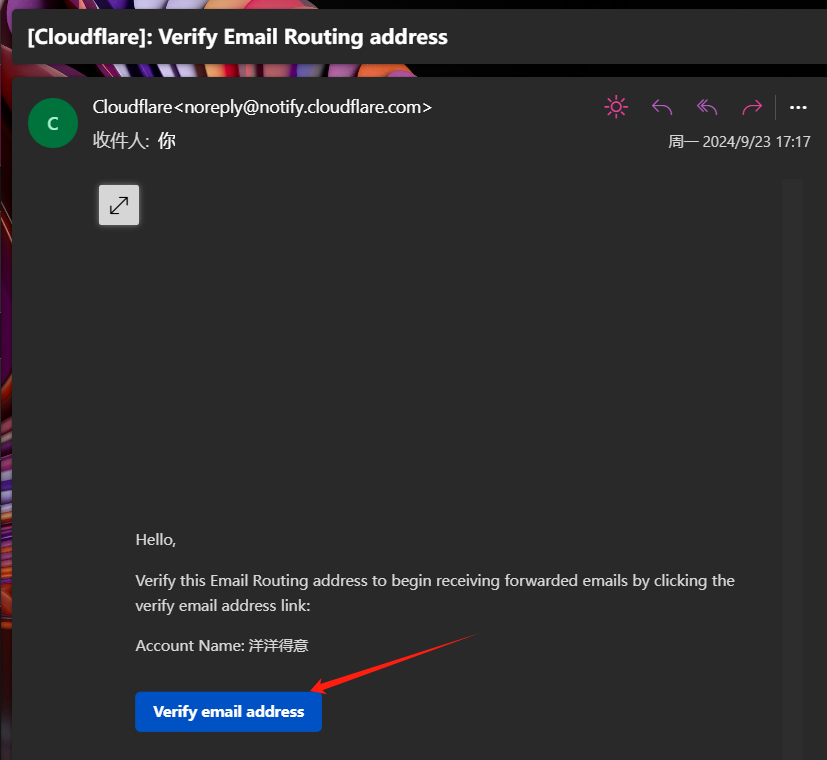 [Cloudflare]: Verify Email Routing address
C
Cloudflare<noreply@notify.cloudflare.com>
收件人: 你
周一 2024/9/23 17:17
Hello,
Verify this Email Routing address to begin receiving forwarded emails by clicking the
verify email address link:
Account Name: 洋洋得意
Verify email address